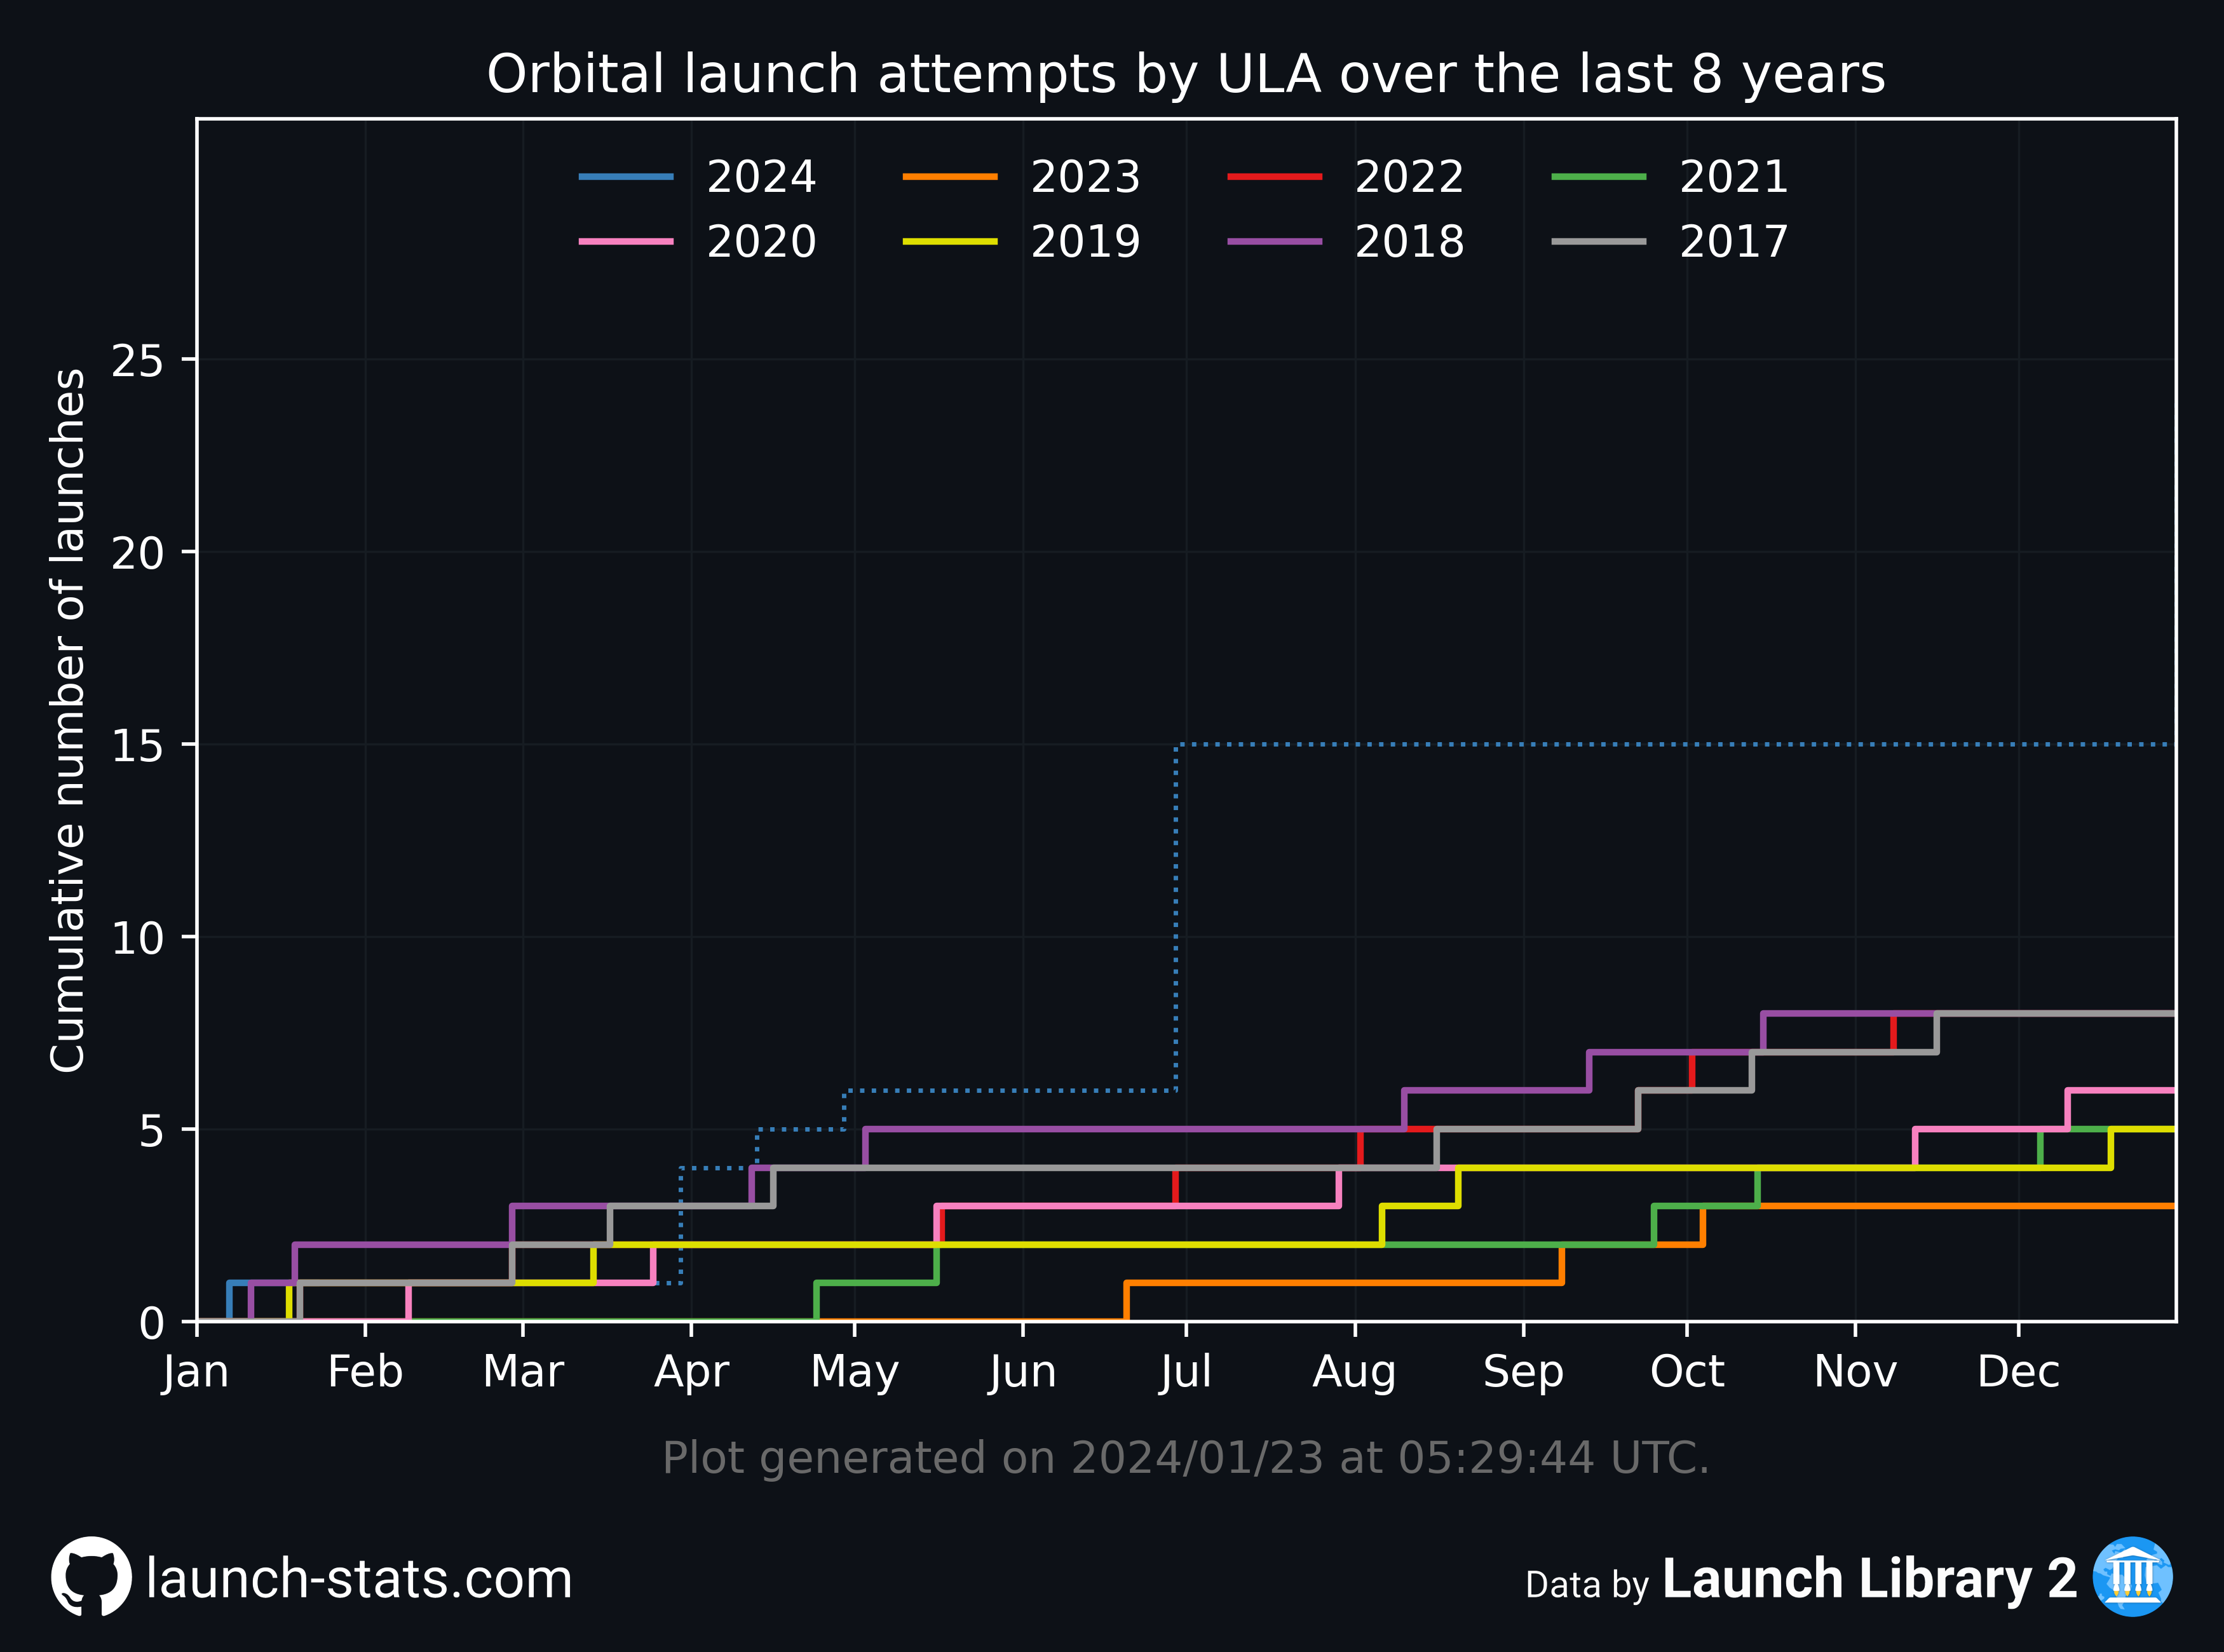 Orbital launch attempts by ULA over the last 8 years
2024 2023 2022 2021
2020 2019 2018 2017
Cumulative number of launches
25
20
15
10
5
0
Jan Feb Mar Apr May Jun Jul Aug Sep Oct Nov Dec
Plot generated on 2024/01/23 at 05:29:44 UTC.
launch-stats.com
Data by Launch Library 2